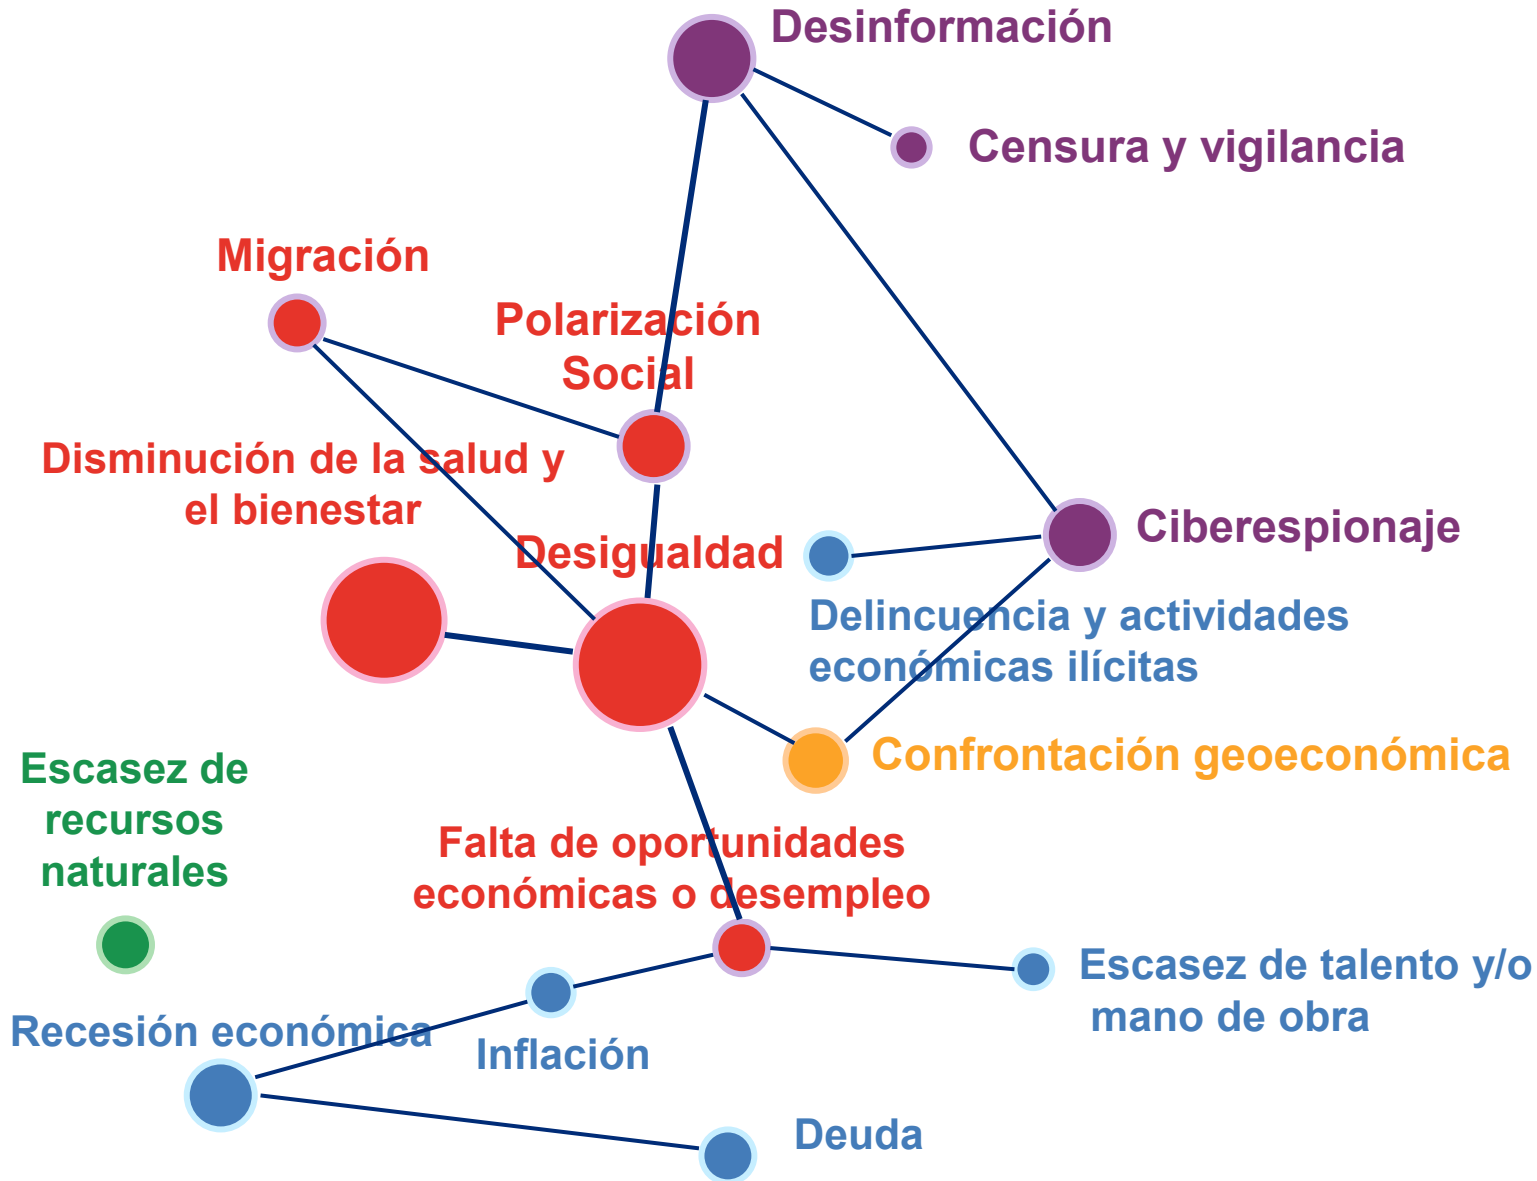 Desinformación
Censura y vigilancia
Migración
Polarización
Social
Disminución de la salud y
el bienestar
Desigualdad
Ciberespionaje
Delincuencia y actividades
económicas ilícitas
Confrontación geoeconómica
Escasez de
recursos
naturales
Falta de oportunidades
económicas o desempleo
Escasez de talento y/o
mano de obra
Recesión económica
Inflación
Deuda